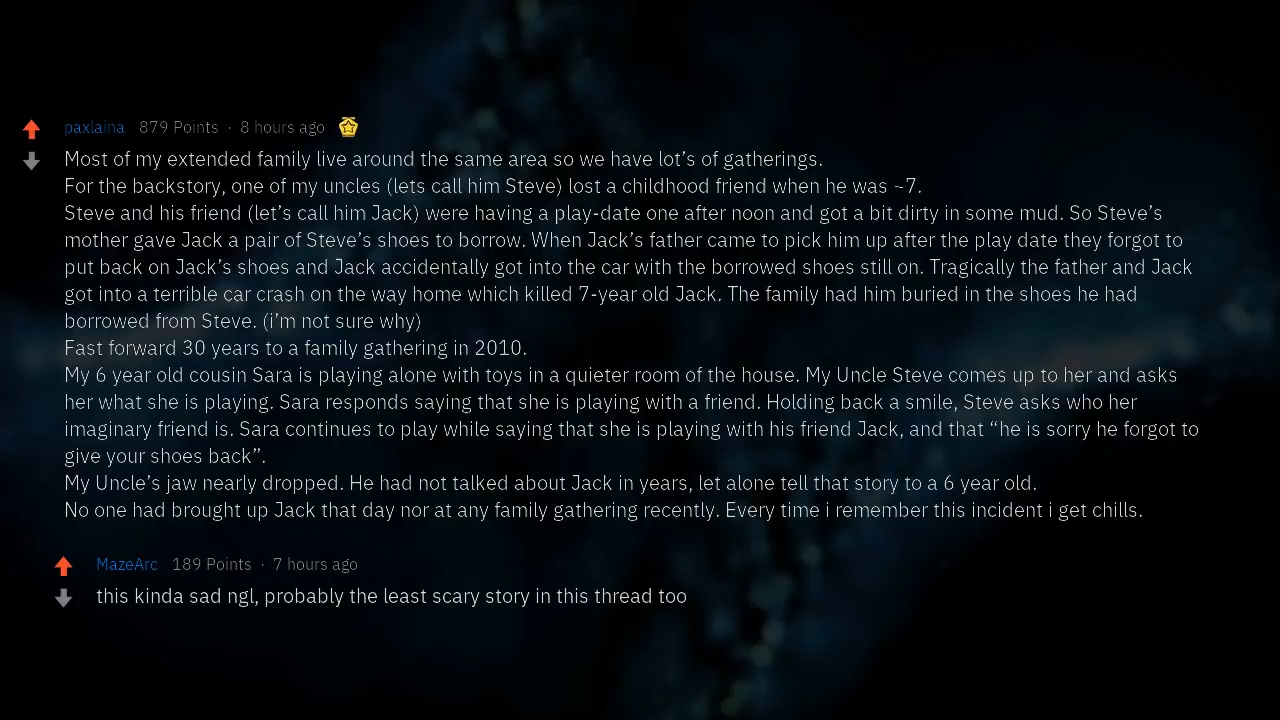 paxlaina 879 Points · 8 hours ago
Most of my extended family live around the same area so we have lot’s of gatherings.
For the backstory, one of my uncles (lets call him Steve) lost a childhood friend when he was ~7.
Steve and his friend (let’s call him Jack) were having a play-date one after noon and got a bit dirty in some mud. So Steve’s
mother gave Jack a pair of Steve’s shoes to borrow. When Jack’s father came to pick him up after the play date they forgot to
put back on Jack’s shoes and Jack accidentally got into the car with the borrowed shoes still on. Tragically the father and Jack
got into a terrible car crash on the way home which killed 7-year old Jack. The family had him buried in the shoes he had
borrowed from Steve. (i’m not sure why)
Fast forward 30 years to a family gathering in 2010.
My 6 year old cousin Sara is playing alone with toys in a quieter room of the house. My Uncle Steve comes up to her and asks
her what she is playing. Sara responds saying that she is playing with a friend. Holding back a smile, Steve asks who her
imaginary friend is. Sara continues to play while saying that she is playing with his friend Jack, and that “he is sorry he forgot to
give your shoes back”.
My Uncle’s jaw nearly dropped. He had not talked about Jack in years, let alone tell that story to a 6 year old.
No one had brought up Jack that day nor at any family gathering recently. Every time i remember this incident i get chills.
MazeArc 189 Points · 7 hours ago
this kinda sad ngl, probably the least scary story in this thread too